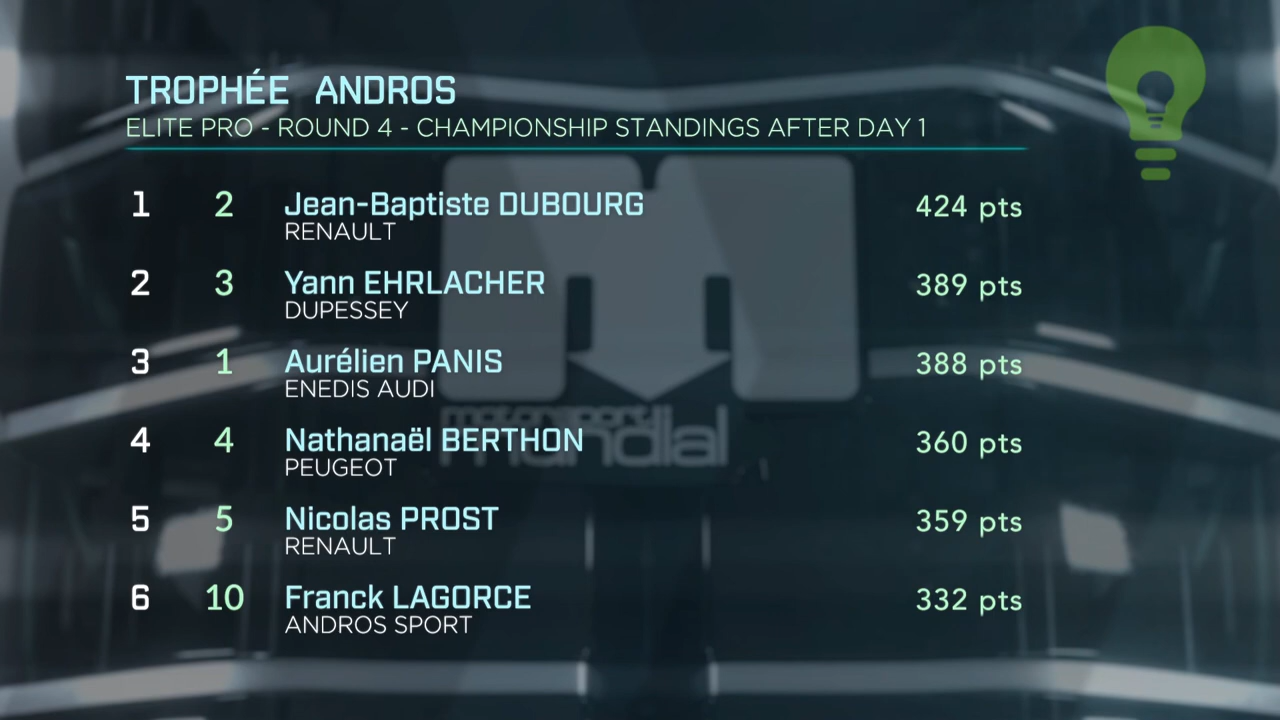 TROPHÉE ANDROS
ELITE PRO - ROUND 4 - CHAMPIONSHIP STANDINGS AFTER DAY 1
1 2 Jean-Baptiste DUBOURG 424 pts
RENAULT
2 3 Yann EHRLACHER 389 pts
DUPESSEY
3 1 Aurélien PANIS 388 pts
ENEDIS AUDI
4 4 Nathanaël BERTHON 360 pts
PEUGEOT
5 5 Nicolas PROST 359 pts
RENAULT
6 10 Franck LAGORCE 332 pts
ANDROS SPORT
motorsport
mondial